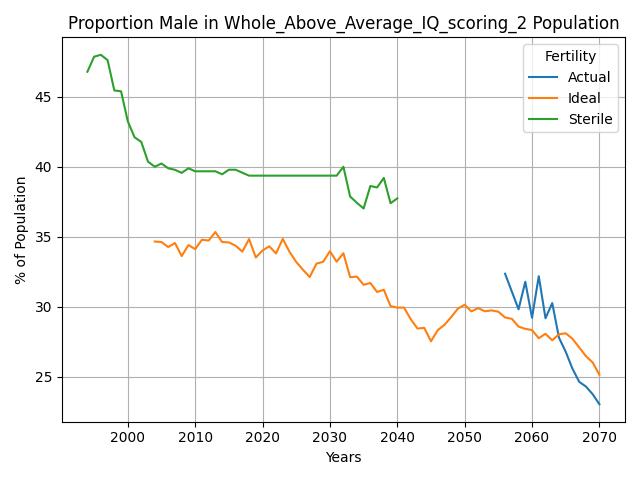 Proportion Male in Whole_Above_Average_IQ_scoring_2 Population
Fertility
Actual
Ideal
Sterile
% of Population
45
40
35
30
25
2000
2010
2020
2030
2040
2050
2060
2070
Years